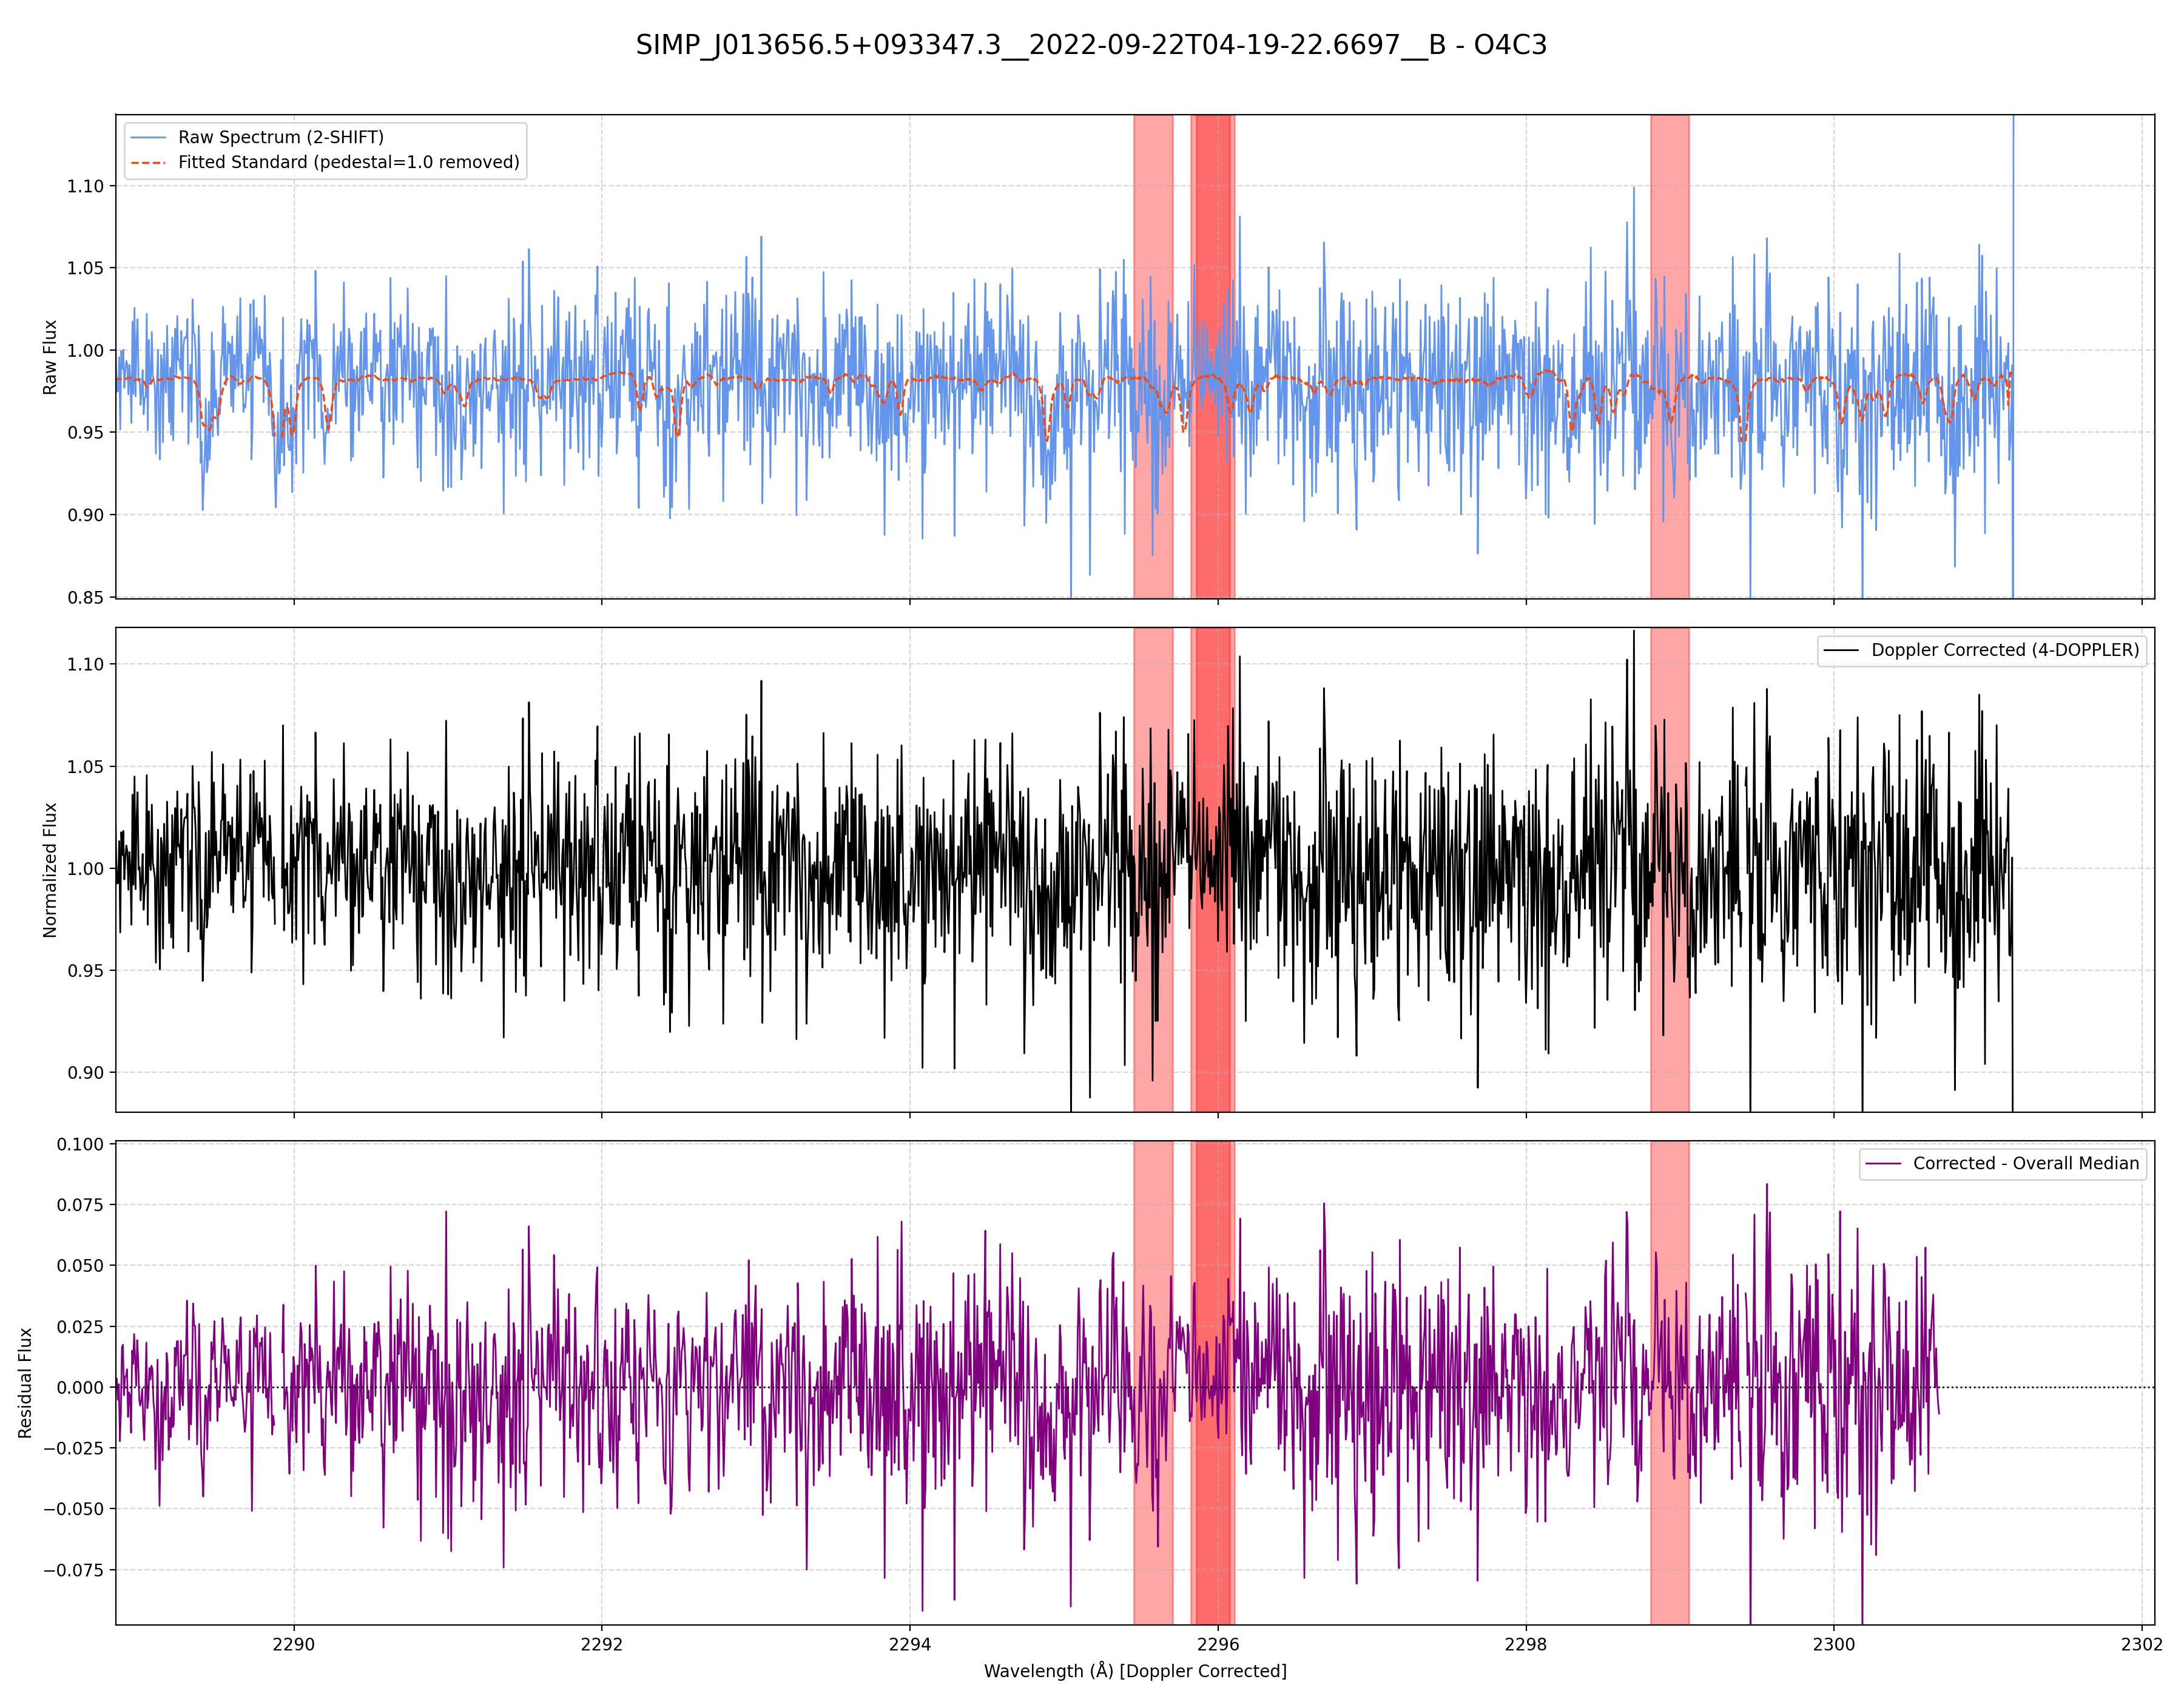 SIMP_J013656.5+093347.3__2022-09-22T04-19-22.6697__B - O4C3
Raw Spectrum (2-SHIFT)
Fitted Standard (pedestal=1.0 removed)
Raw Flux
1.10
1.05
1.00
0.95
0.90
0.85
Doppler Corrected (4-DOPPLER)
Normalized Flux
1.10
1.05
1.00
0.95
0.90
Corrected - Overall Median
Residual Flux
0.100
0.075
0.050
0.025
0.000
−0.025
−0.050
−0.075
2290 2292 2294 2296 2298 2300 2302
Wavelength (Å) [Doppler Corrected]